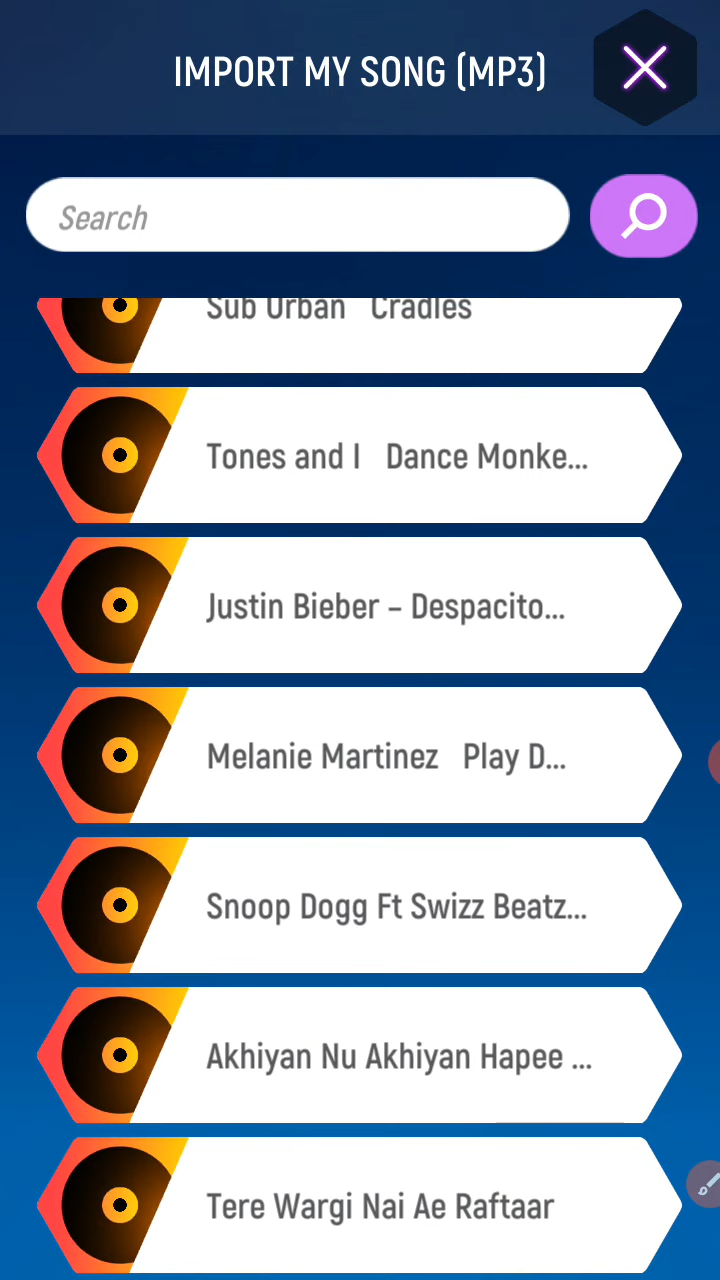 IMPORT MY SONG (MP3)
Search
Sub Urban Cradles
Tones and I Dance Monke...
Justin Bieber – Despacito...
Melanie Martinez Play D...
Snoop Dogg Ft Swizz Beatz...
Akhiyan Nu Akhiyan Hapee ...
Tere Wargi Nai Ae Raftaar